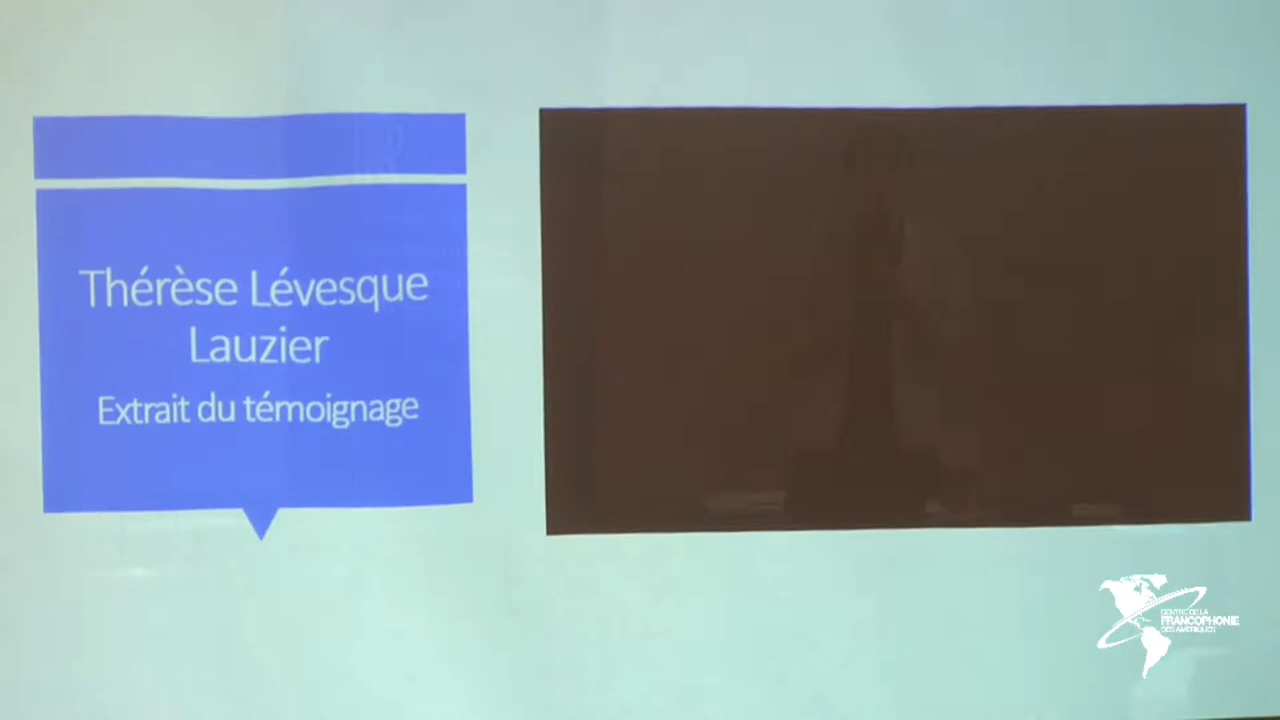 Thérèse Lévesque
Lauzier
Extrait du témoignage
CENTRE DE LA
FRANCOPHONIE
DES AMÉRIQUES